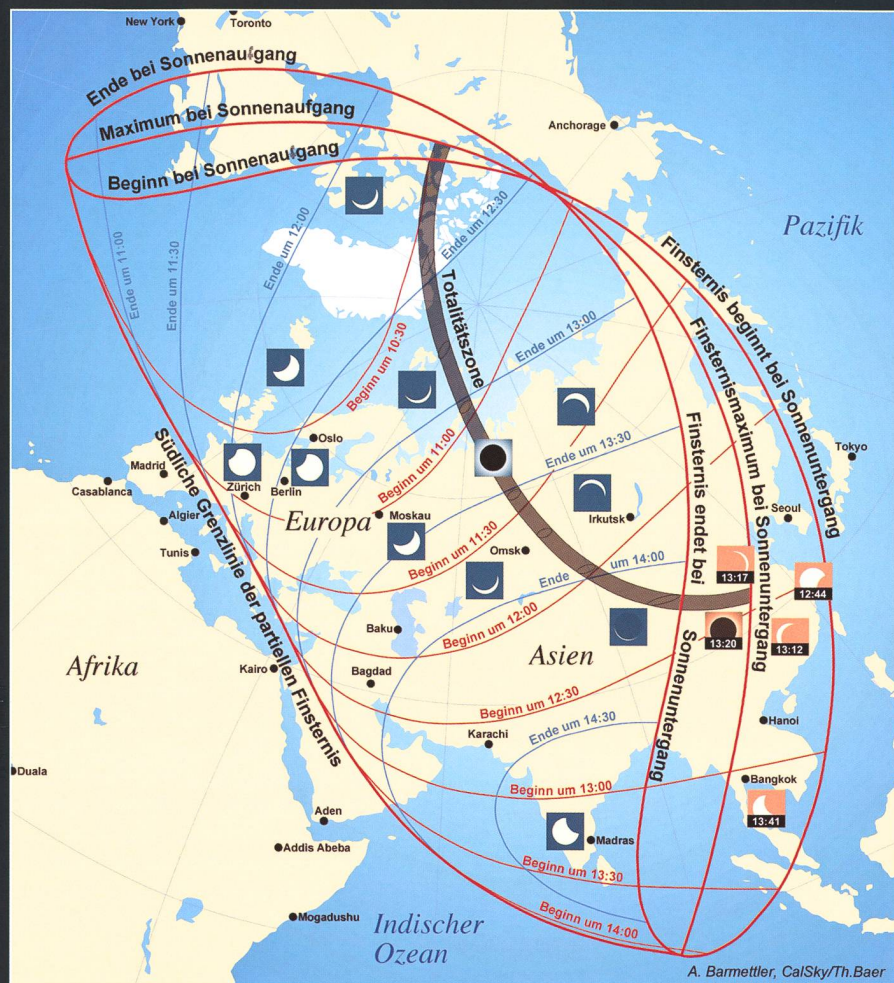 New York
Toronto
Ende bei Sonnenaufgang
Maximum bei Sonnenaufgang
Beginn bei Sonnenaufgang
Anchorage
Pazifik
Ende um 11:00
Ende um 11:30
Ende um 12:00
Ende um 12:30
Totalitätszone
Ende um 13:00
Finsternis beginnt bei Sonnenuntergang
Finsternismaximum bei Sonnenuntergang
Finsternis endet bei
Sonnenuntergang
Beginn um 10:30
Beginn um 11:00
Ende um 13:30
Südliche Grenzlinie der partiellen Finsternis
Oslo
Tokyo
Madrid
Casablanca
Zürich
Berlin
Algier
Europa
Moskau
Seoul
Irkutsk
Tunis
Beginn um 11:30
Omsk
Ende um 14:00
13:17
12:44
Beginn um 12:00
Baku
13:20
13:12
Afrika
Kairo
Asien
Bagdad
Beginn um 12:30
Hanoi
Karachi
Ende um 14:30
Duala
Beginn um 13:00
Bangkok
Aden
13:41
Madras
Addis Abeba
Beginn um 13:30
Mogadushu
Beginn um 14:00
Indischer
Ozean
A. Barmettler, CalSky/Th.Baer